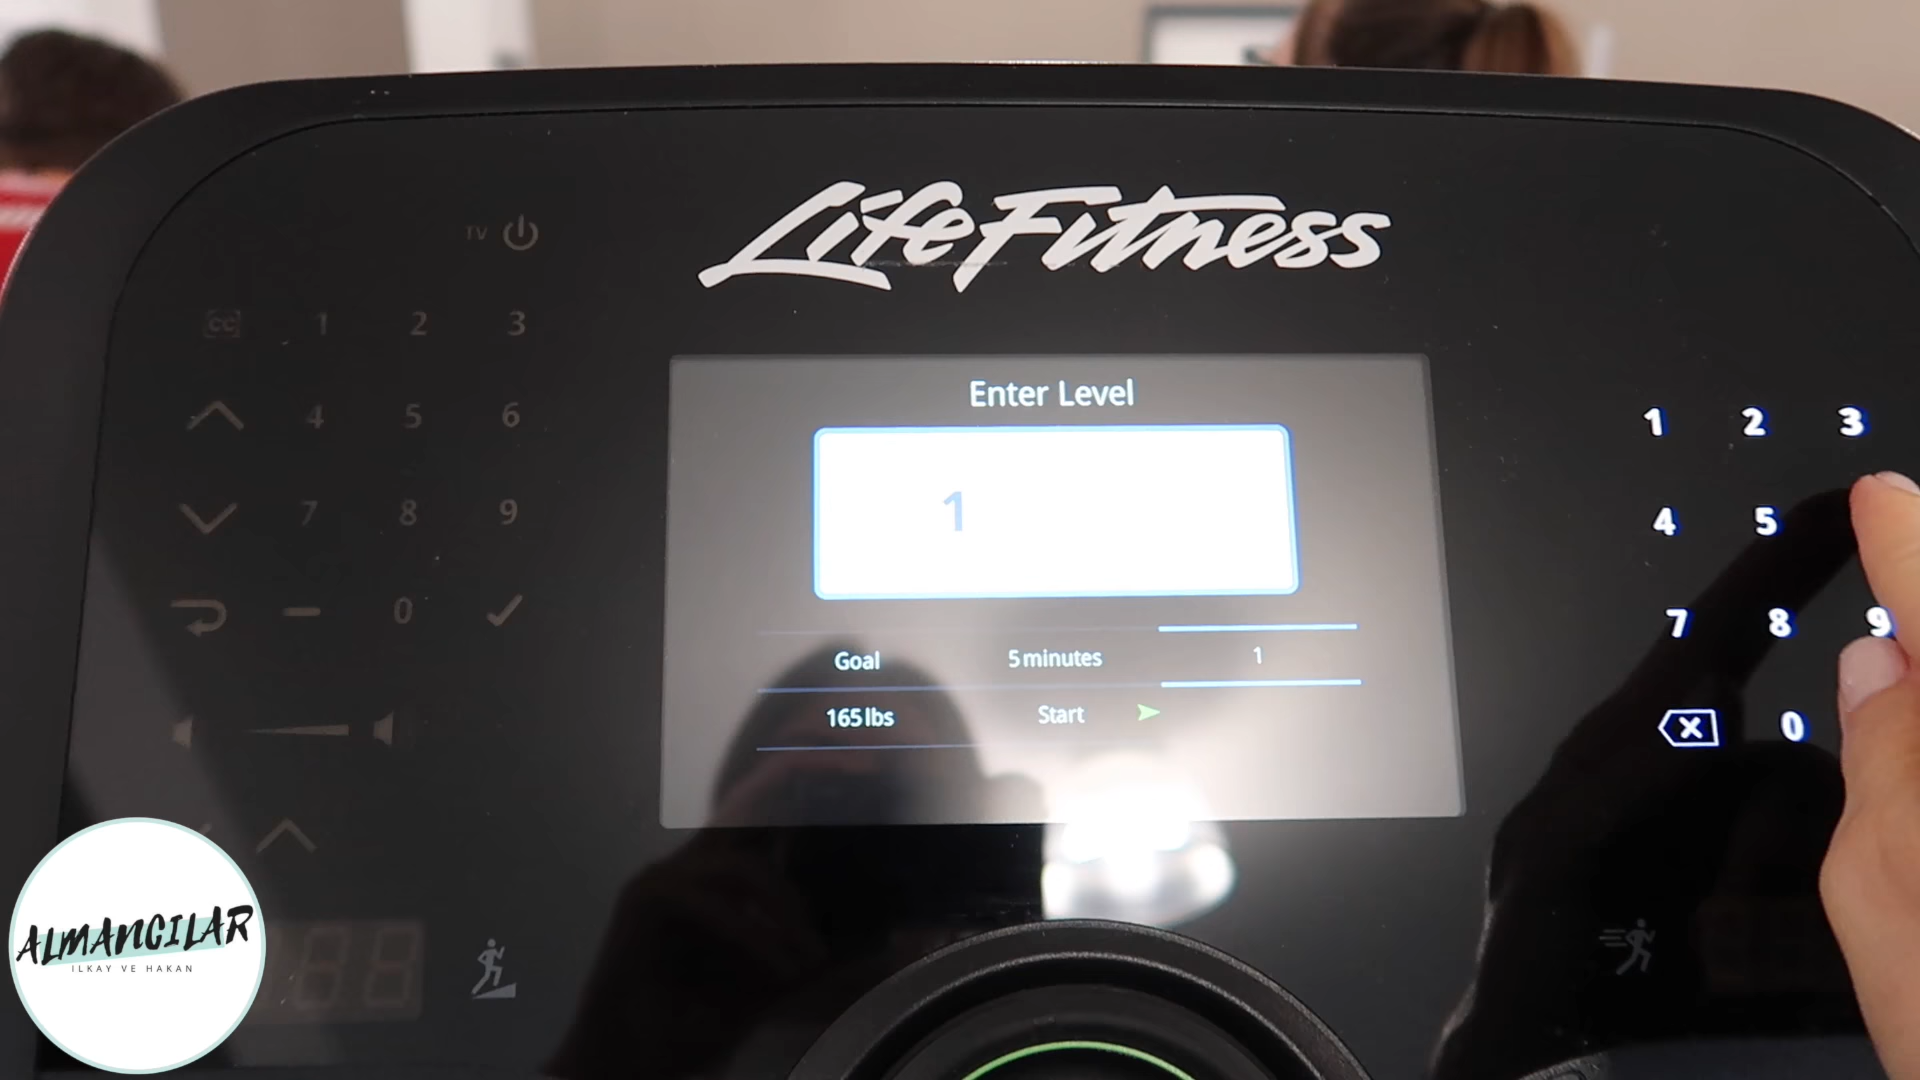 LifeFitness
TV
CC 1 2 3
4 5 6
7 8 9
0
Enter Level
1
Goal 5 minutes 1
165 lbs Start
1 2 3
4 5
7 8 9
0
ALMANCILAR
ILKAY VE HAKAN